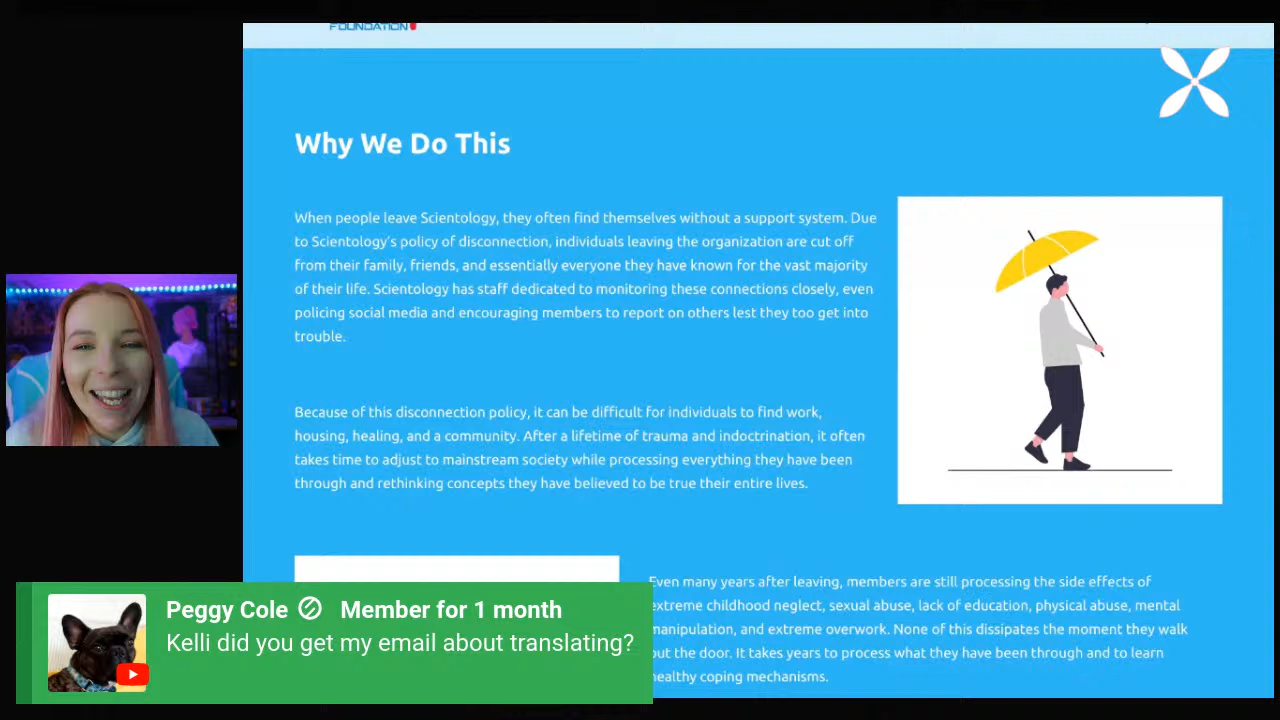 FOUNDATION
Why We Do This
When people leave Scientology, they often find themselves without a support system. Due
to Scientology's policy of disconnection, individuals leaving the organization are cut off
from their family, friends, and essentially everyone they have known for the vast majority
of their life. Scientology has staff dedicated to monitoring these connections closely, even
policing social media and encouraging members to report on others lest they too get into
trouble.
Because of this disconnection policy, it can be difficult for individuals to find work,
housing, healing, and a community. After a lifetime of trauma and indoctrination, it often
takes time to adjust to mainstream society while processing everything they have been
through and rethinking concepts they have believed to be true their entire lives.
Even many years after leaving, members are still processing the side effects of
extreme childhood neglect, sexual abuse, lack of education, physical abuse, mental
manipulation, and extreme overwork. None of this dissipates the moment they walk
out the door. It takes years to process what they have been through and to learn
healthy coping mechanisms.
Peggy Cole Member for 1 month
Kelli did you get my email about translating?